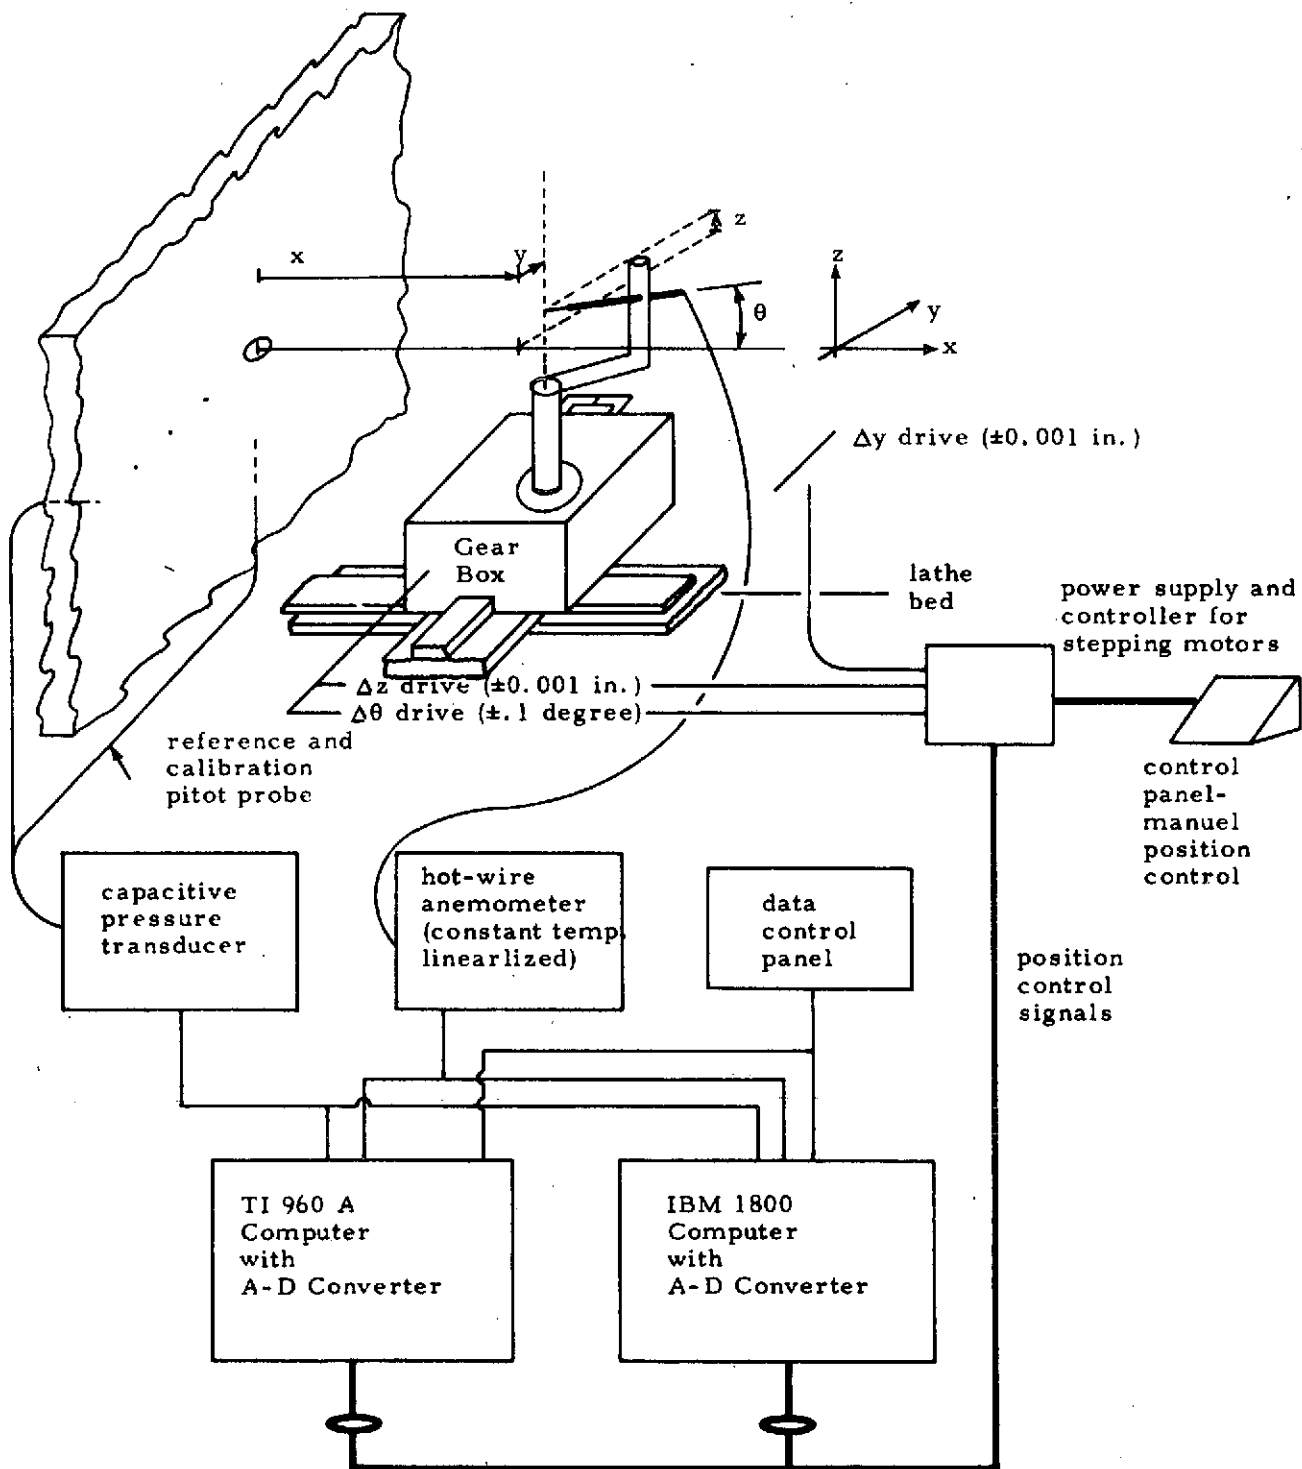 x
y
z
θ
z
y
x
Δy drive (±0.001 in.)
Gear
Box
lathe
bed
power supply and
controller for
stepping motors
Δz drive (±0.001 in.)
Δθ drive (±.1 degree)
reference and
calibration
pitot probe
control
panel-
manuel
position
control
capacitive
pressure
transducer
hot-wire
anemometer
(constant temp.
linearlized)
data
control
panel
position
control
signals
TI 960 A
Computer
with
A-D Converter
IBM 1800
Computer
with
A-D Converter